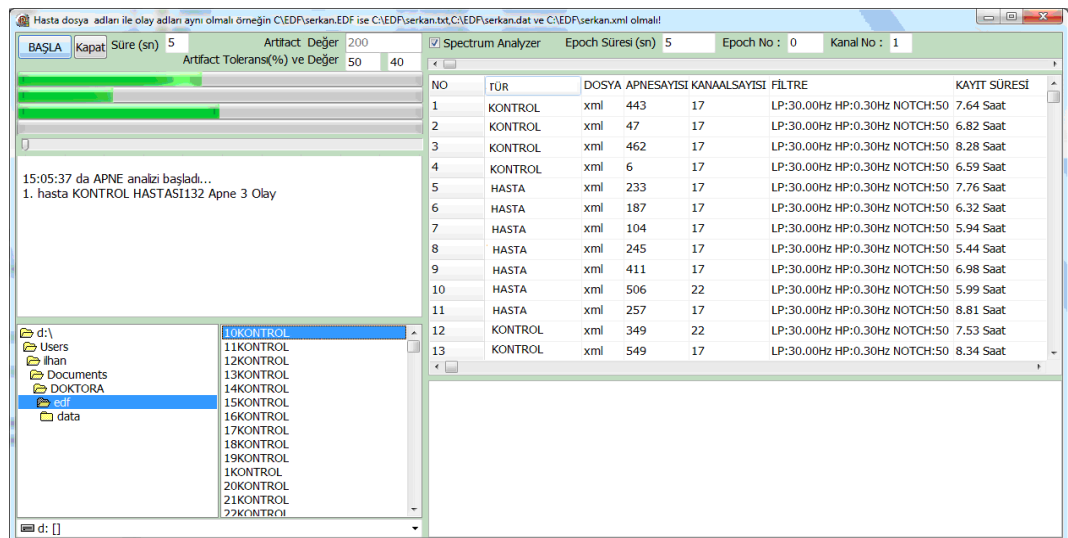 Hasta dosya adları ile olay adları aynı olmalı örneğin C\EDF\serkan.EDF ise C:\EDF\serkan.txt,C:\EDF\serkan.dat ve C:\EDF\serkan.xml olmalı!
BAŞLA Kapat Süre (sn) 5 Artifact Değer 200
Artifact Toleransı(%) ve Değer 50 40
15:05:37 da APNE analizi başladı...
1. hasta KONTROL HASTASI132 Apne 3 Olay
d:\
Users
ilhan
Documents
DOKTORA
edf
data
10KONTROL
11KONTROL
12KONTROL
13KONTROL
14KONTROL
15KONTROL
16KONTROL
17KONTROL
18KONTROL
19KONTROL
1KONTROL
20KONTROL
21KONTROL
22KONTROL
d: []
Spectrum Analyzer Epoch Süresi (sn) 5 Epoch No : 0 Kanal No : 1
NO TÜR DOSYA APNESAYISI KANAALSAYISI FİLTRE KAYIT SÜRESİ
1 KONTROL xml 443 17 LP:30.00Hz HP:0.30Hz NOTCH:50 7.64 Saat
2 KONTROL xml 47 17 LP:30.00Hz HP:0.30Hz NOTCH:50 6.82 Saat
3 KONTROL xml 462 17 LP:30.00Hz HP:0.30Hz NOTCH:50 8.28 Saat
4 KONTROL xml 6 17 LP:30.00Hz HP:0.30Hz NOTCH:50 6.59 Saat
5 HASTA xml 233 17 LP:30.00Hz HP:0.30Hz NOTCH:50 7.76 Saat
6 HASTA xml 187 17 LP:30.00Hz HP:0.30Hz NOTCH:50 6.32 Saat
7 HASTA xml 104 17 LP:30.00Hz HP:0.30Hz NOTCH:50 5.94 Saat
8 HASTA xml 245 17 LP:30.00Hz HP:0.30Hz NOTCH:50 5.44 Saat
9 HASTA xml 411 17 LP:30.00Hz HP:0.30Hz NOTCH:50 6.98 Saat
10 HASTA xml 506 22 LP:30.00Hz HP:0.30Hz NOTCH:50 5.99 Saat
11 HASTA xml 257 17 LP:30.00Hz HP:0.30Hz NOTCH:50 8.81 Saat
12 KONTROL xml 349 22 LP:30.00Hz HP:0.30Hz NOTCH:50 7.53 Saat
13 KONTROL xml 549 17 LP:30.00Hz HP:0.30Hz NOTCH:50 8.34 Saat